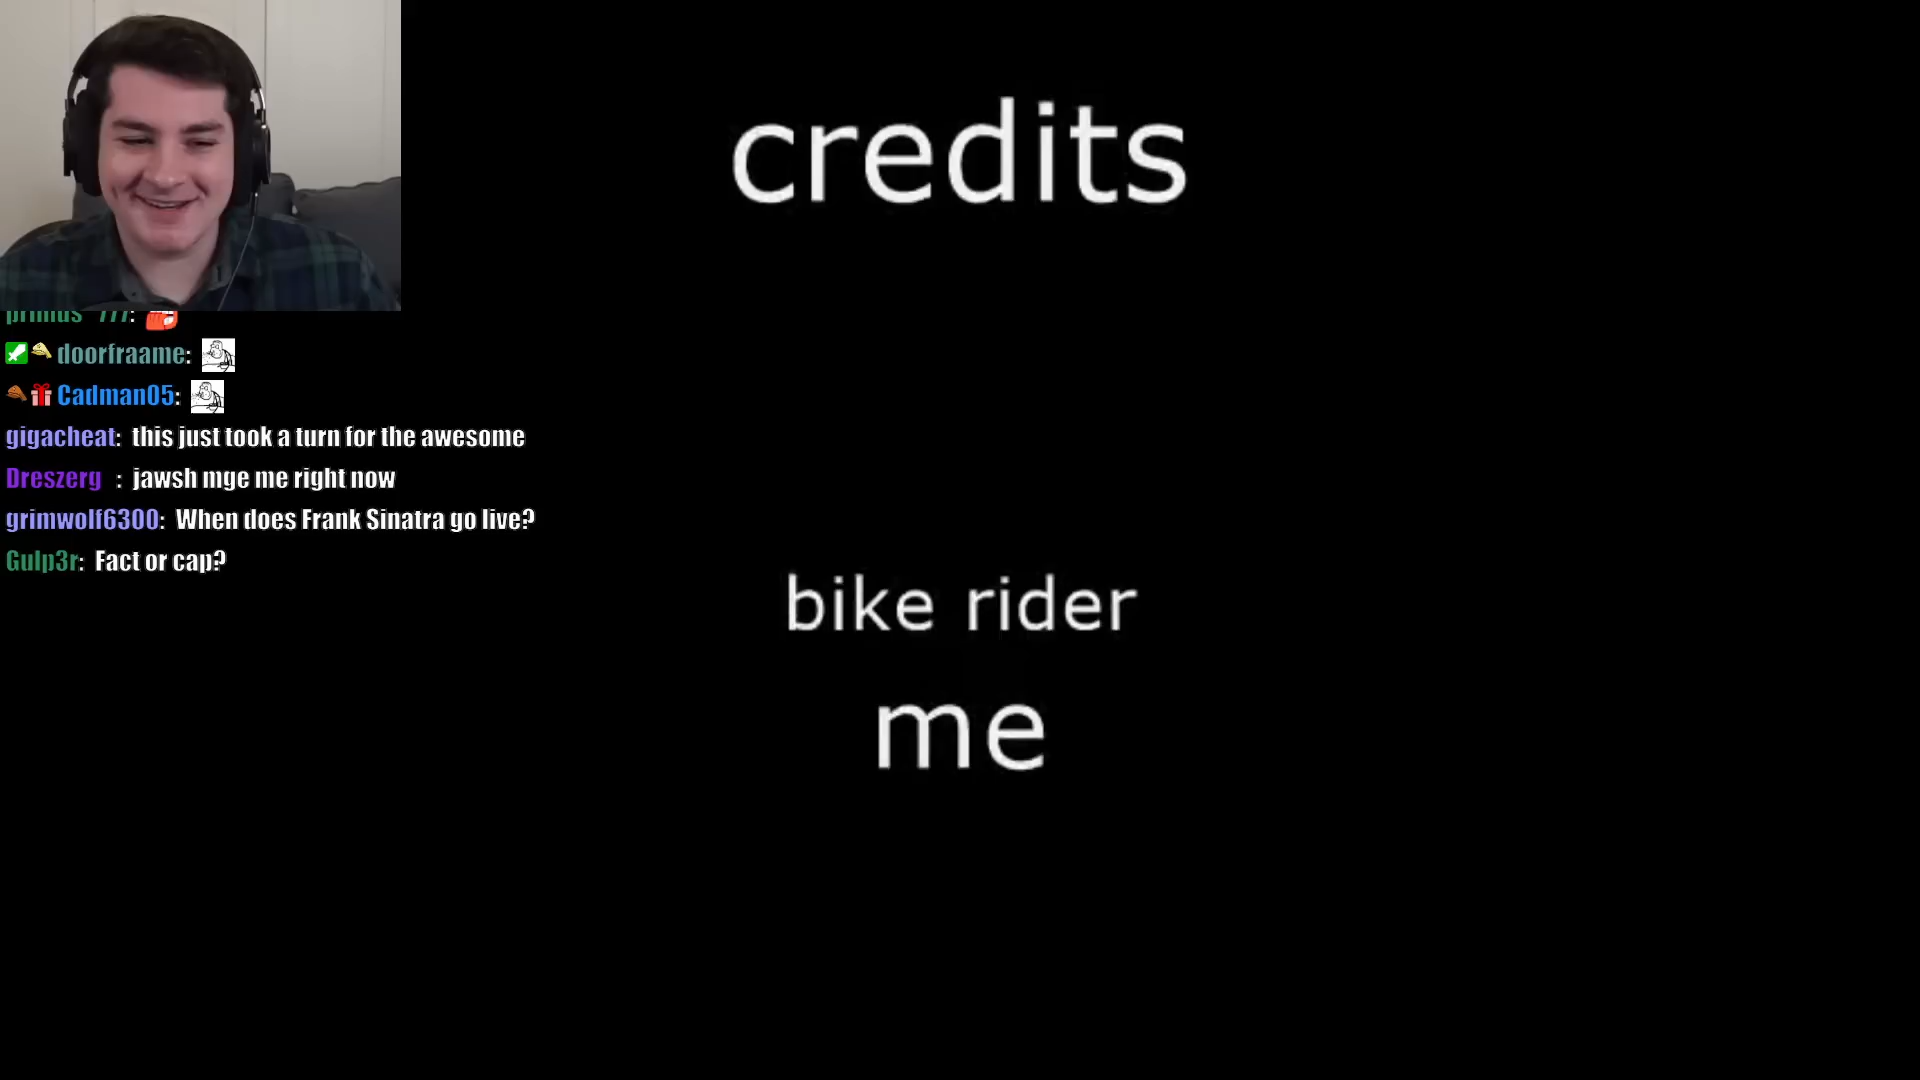 credits
doorfraame:
Cadman05:
gigacheat: this just took a turn for the awesome
Dreszerg : jawsh mge me right now
grimwolf6300: When does Frank Sinatra go live?
Gulp3r: Fact or cap?
bike rider
me